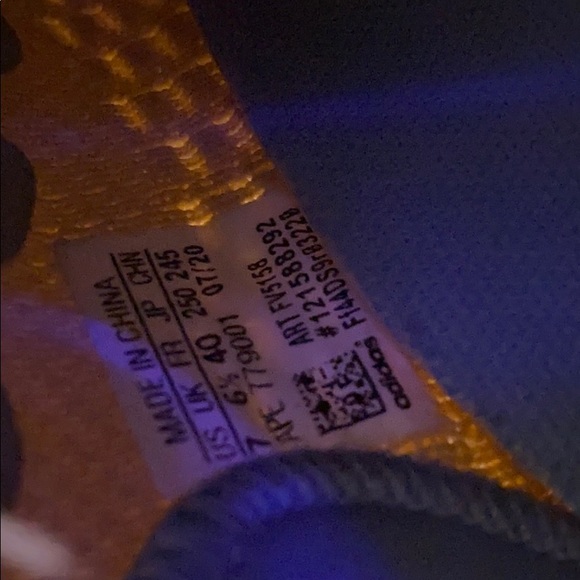 MADE IN CHINA
US UK FR JP CHN
7 6½ 40 250 245
APE 779001 07/20
ART FV5158
#121588292
F144DS9r83220
adidas